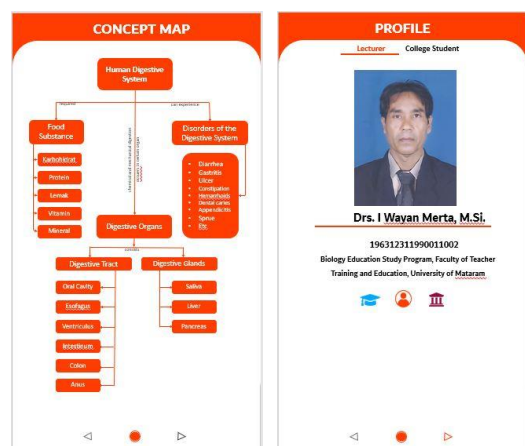 CONCEPT MAP
Human Digestive
System
can experience
Food
Substance
Karbohidrat
Protein
Lemak
Vitamin
Mineral
Disorders of the
Digestive System
Diarrhea
Gastritis
Ulcer
Constipation
Hemorrhoids
Dental caries
Appendicitis
Sprue
Etc
Digestive Organs
Digestive Tract
Oral Cavity
Esofagus
Ventriculus
Intestinum
Colon
Anus
Digestive Glands
Saliva
Liver
Pancreas
PROFILE
Lecturer
College Student
Drs. I Wayan Merta, M.Si.
196312311990011002
Biology Education Study Program, Faculty of Teacher
Training and Education, University of Mataram